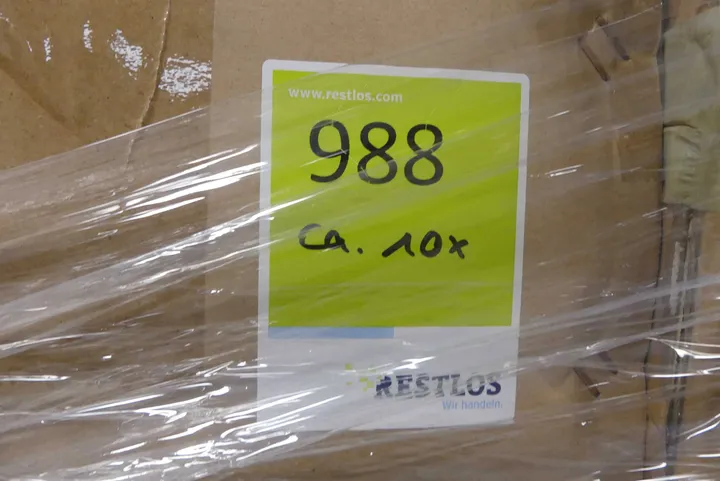 www.restlos.com
988
ca. 10x
RESTLOS
Wir handeln.